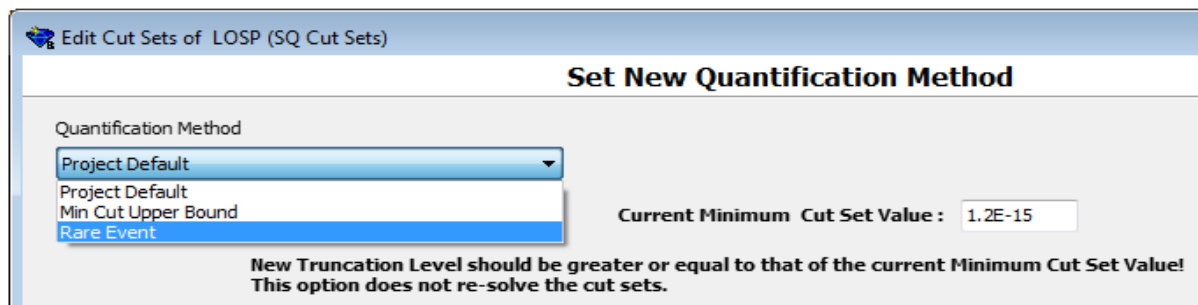 Edit Cut Sets of LOSP (SQ Cut Sets)
Set New Quantification Method
Quantification Method
Project Default
Project Default
Min Cut Upper Bound
Rare Event
Current Minimum Cut Set Value : 1.2E-15
New Truncation Level should be greater or equal to that of the current Minimum Cut Set Value!
This option does not re-solve the cut sets.